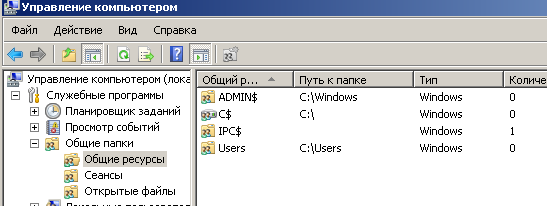 Управление компьютером
Файл Действие Вид Справка
Управление компьютером (лока
Служебные программы
Планировщик заданий
Просмотр событий
Общие папки
Общие ресурсы
Сеансы
Открытые файлы
Общий р... Путь к папке Тип Количе
ADMIN$ C:\Windows Windows 0
C$ C:\ Windows 0
IPC$ Windows 1
Users C:\Users Windows 0